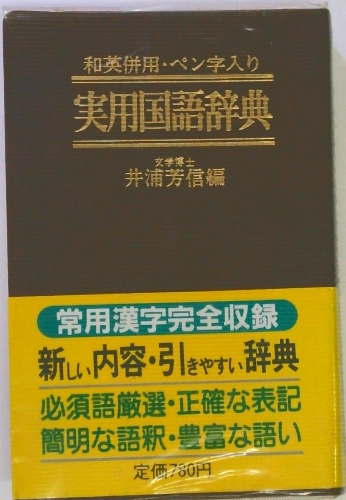 和英併用・ペン字入り
実用国語辞典
文学博士
井浦芳信編
常用漢字完全収録
新しい内容・引きやすい辞典
必須語厳選・正確な表記
簡明な語釈・豊富な語い
定価780円